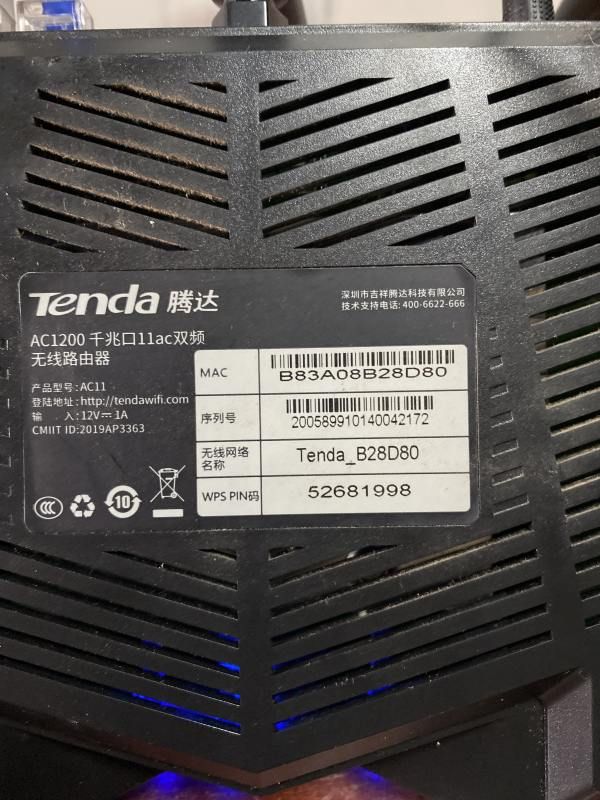 Tenda 腾达
深圳市吉祥腾达科技有限公司
技术支持电话: 400-6622-666
AC1200 千兆口11ac双频
无线路由器
产品型号: AC11
登陆地址: http://tendawifi.com
输 入: 12V⎓1A
CMIIT ID: 2019AP3363
MAC
B83A08B28D80
序列号
200589910140042172
无线网络
名称
Tenda_B28D80
WPS PIN码
52681998
CCC
10